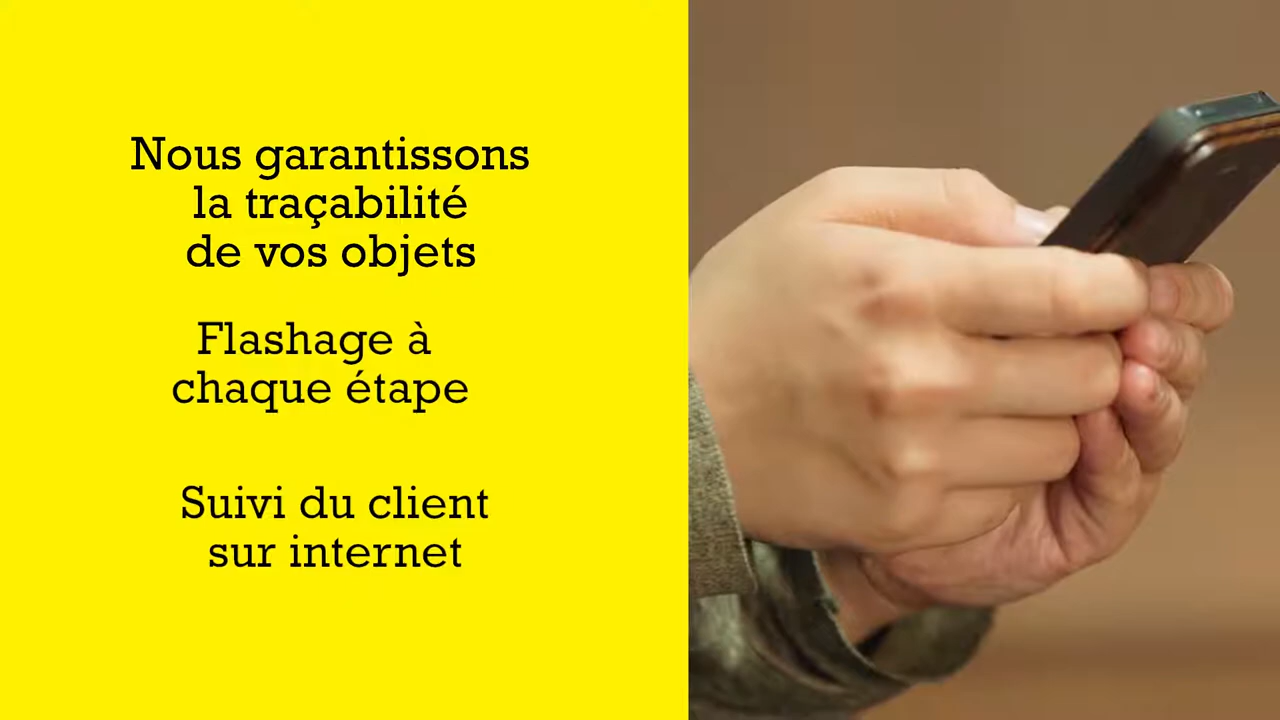 Nous garantissons
la traçabilité
de vos objets
Flashage à
chaque étape
Suivi du client
sur internet